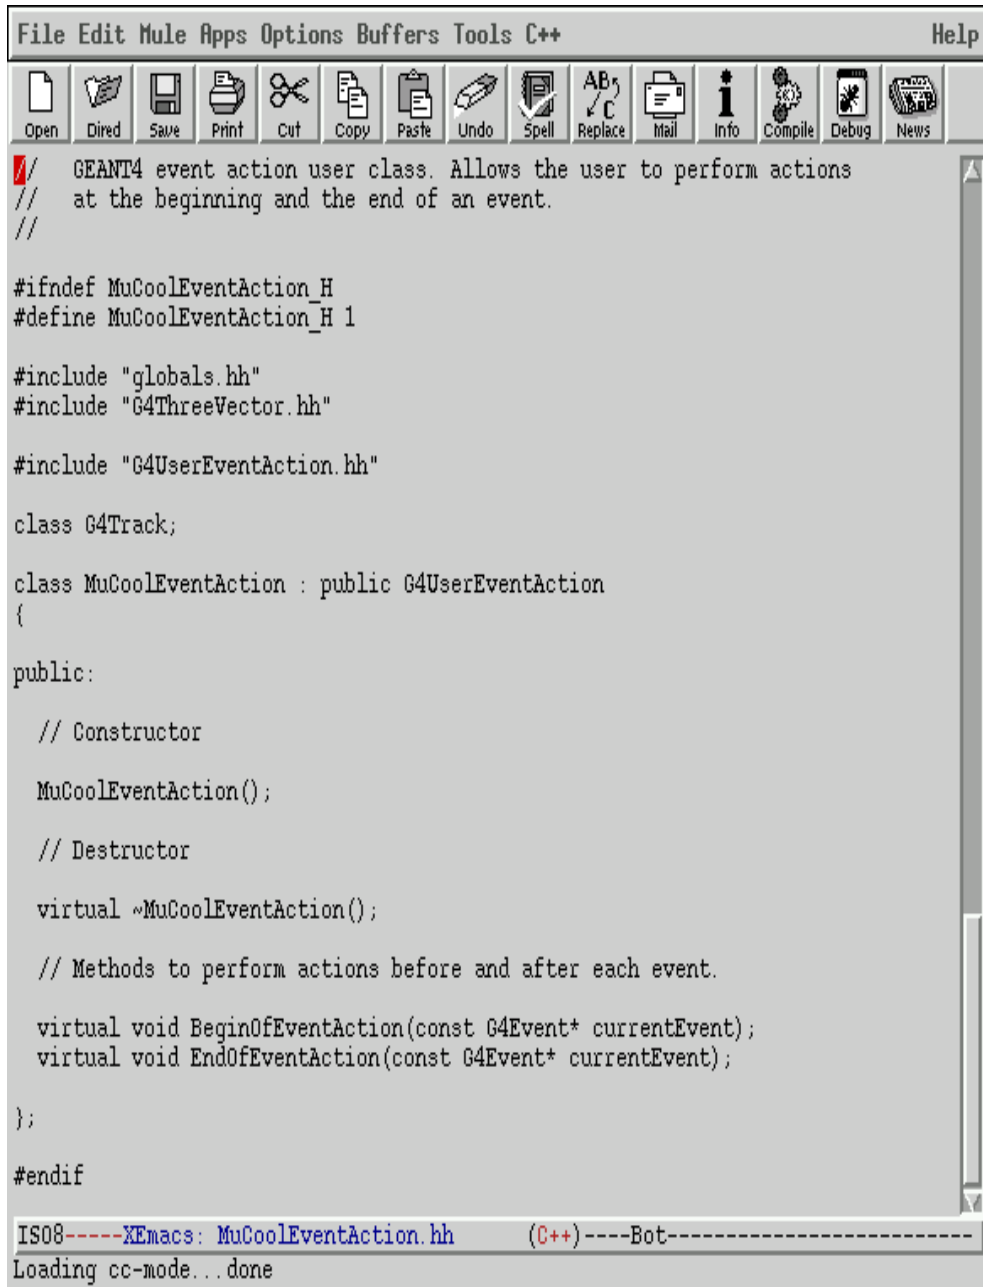 File Edit Mule Apps Options Buffers Tools C++ Help
Open Dired Save Print Cut Copy Paste Undo Spell Replace Mail Info Compile Debug News
//   GEANT4 event action user class. Allows the user to perform actions
//   at the beginning and the end of an event.
//
#ifndef MuCoolEventAction_H
#define MuCoolEventAction_H 1
#include "globals.hh"
#include "G4ThreeVector.hh"
#include "G4UserEventAction.hh"
class G4Track;
class MuCoolEventAction : public G4UserEventAction
{
public:
  // Constructor
  MuCoolEventAction();
  // Destructor
  virtual ~MuCoolEventAction();
  // Methods to perform actions before and after each event.
  virtual void BeginOfEventAction(const G4Event* currentEvent);
  virtual void EndOfEventAction(const G4Event* currentEvent);
};
#endif
ISO8-----XEmacs: MuCoolEventAction.hh      (C++)----Bot-------------------------
Loading cc-mode...done